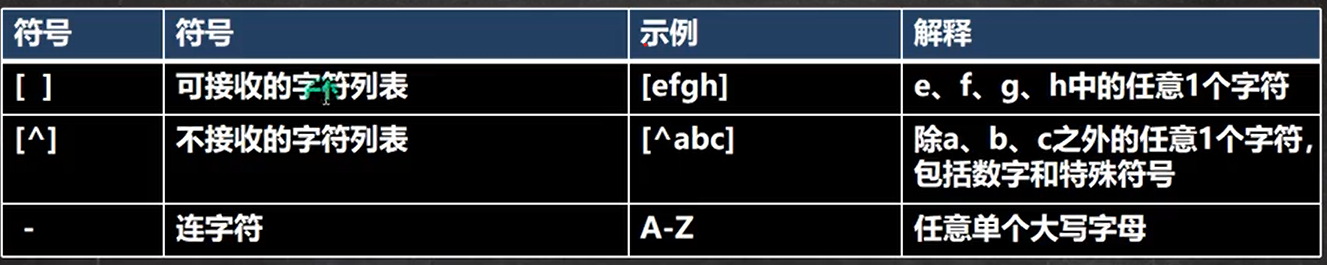 符号 符号 示例 解释
[ ] 可接收的字符列表 [efgh] e、f、g、h中的任意1个字符
[^] 不接收的字符列表 [^abc] 除a、b、c之外的任意1个字符，
包括数字和特殊符号
- 连字符 A-Z 任意单个大写字母